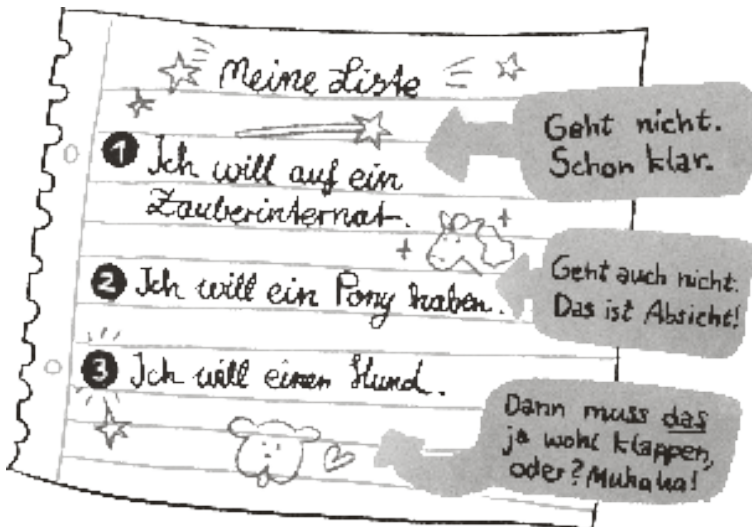 Meine Liste
1 Ich will auf ein
Zauberinternat.
Geht nicht.
Schon klar.
2 Ich will ein Pony haben.
Geht auch nicht.
Das ist Absicht!
3 Ich will einen Hund.
Dann muss das
ja wohl klappen,
oder? Muhaha!